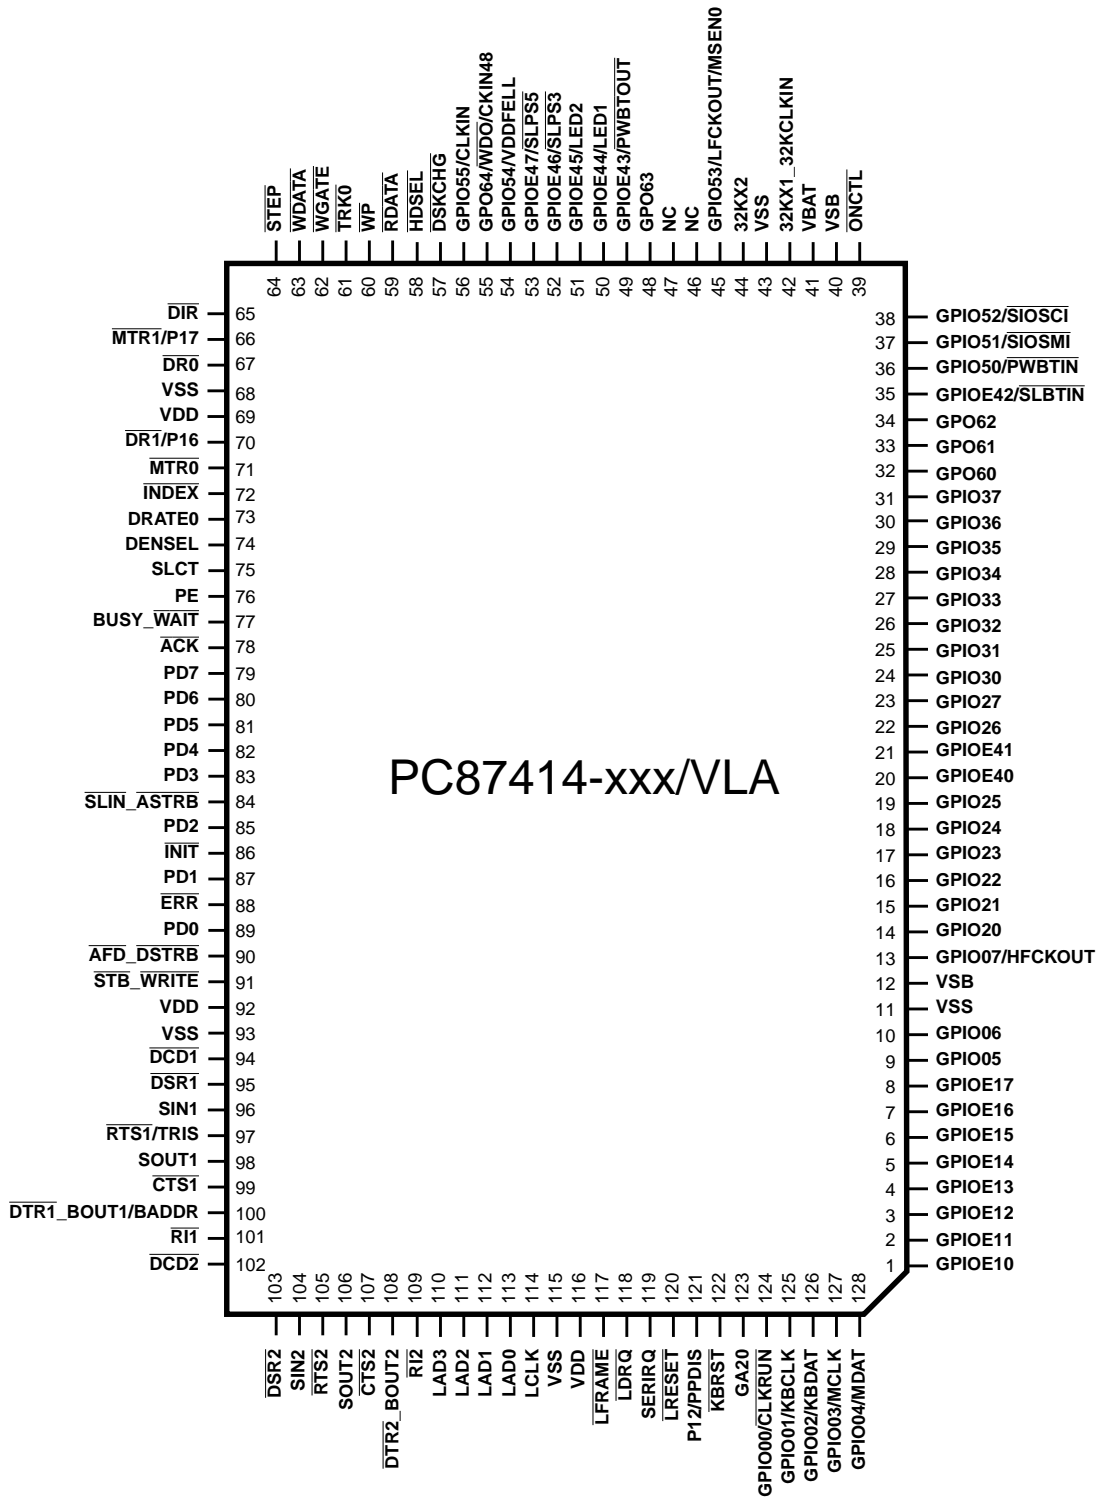 STEP
WDATA
WGATE
TRK0
WP
RDATA
HDSEL
DSKCHG
GPIO55/CLKIN
GPO64/WDO/CKIN48
GPIO54/VDDFELL
GPIOE47/SLPS5
GPIOE46/SLPS3
GPIOE45/LED2
GPIOE44/LED1
GPIOE43/PWBTOUT
GPO63
NC
NC
GPIO53/LFCKOUT/MSEN0
32KX2
VSS
32KX1_32KCLKIN
VBAT
VSB
ONCTL
64
63
62
61
60
59
58
57
56
55
54
53
52
51
50
49
48
47
46
45
44
43
42
41
40
39
DIR 65
MTR1/P17 66
DR0 67
VSS 68
VDD 69
DR1/P16 70
MTR0 71
INDEX 72
DRATE0 73
DENSEL 74
SLCT 75
PE 76
BUSY_WAIT 77
ACK 78
PD7 79
PD6 80
PD5 81
PD4 82
PD3 83
SLIN_ASTRB 84
PD2 85
INIT 86
PD1 87
ERR 88
PD0 89
AFD_DSTRB 90
STB_WRITE 91
VDD 92
VSS 93
DCD1 94
DSR1 95
SIN1 96
RTS1/TRIS 97
SOUT1 98
CTS1 99
DTR1_BOUT1/BADDR 100
RI1 101
DCD2 102
PC87414-xxx/VLA
38 GPIO52/SIOSCI
37 GPIO51/SIOSMI
36 GPIO50/PWBTIN
35 GPIOE42/SLBTIN
34 GPO62
33 GPO61
32 GPO60
31 GPIO37
30 GPIO36
29 GPIO35
28 GPIO34
27 GPIO33
26 GPIO32
25 GPIO31
24 GPIO30
23 GPIO27
22 GPIO26
21 GPIOE41
20 GPIOE40
19 GPIO25
18 GPIO24
17 GPIO23
16 GPIO22
15 GPIO21
14 GPIO20
13 GPIO07/HFCKOUT
12 VSB
11 VSS
10 GPIO06
9 GPIO05
8 GPIOE17
7 GPIOE16
6 GPIOE15
5 GPIOE14
4 GPIOE13
3 GPIOE12
2 GPIOE11
1 GPIOE10
103
104
105
106
107
108
109
110
111
112
113
114
115
116
117
118
119
120
121
122
123
124
125
126
127
128
DSR2
SIN2
RTS2
SOUT2
CTS2
DTR2_BOUT2
RI2
LAD3
LAD2
LAD1
LAD0
LCLK
VSS
VDD
LFRAME
LDRQ
SERIRQ
LRESET
P12/PPDIS
KBRST
GA20
GPIO00/CLKRUN
GPIO01/KBCLK
GPIO02/KBDAT
GPIO03/MCLK
GPIO04/MDAT